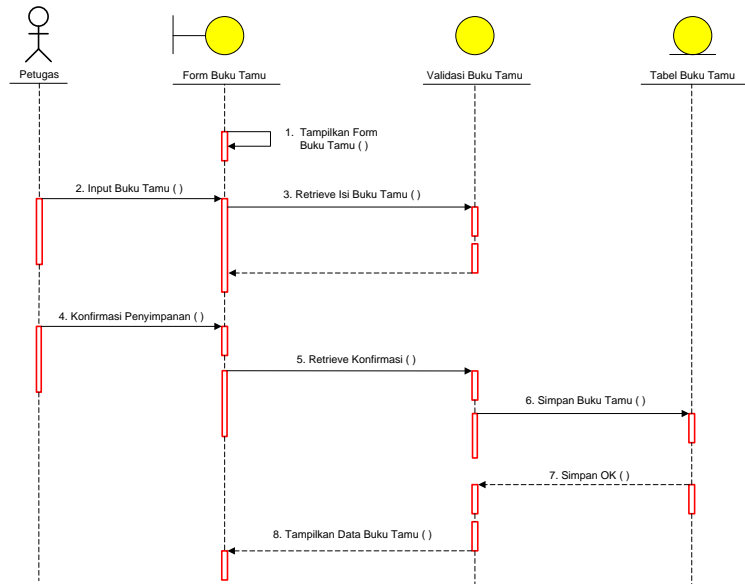 Petugas
Form Buku Tamu
Validasi Buku Tamu
Tabel Buku Tamu
1. Tampilkan Form
Buku Tamu ( )
2. Input Buku Tamu ( )
3. Retrieve Isi Buku Tamu ( )
4. Konfirmasi Penyimpanan ( )
5. Retrieve Konfirmasi ( )
6. Simpan Buku Tamu ( )
7. Simpan OK ( )
8. Tampilkan Data Buku Tamu ( )